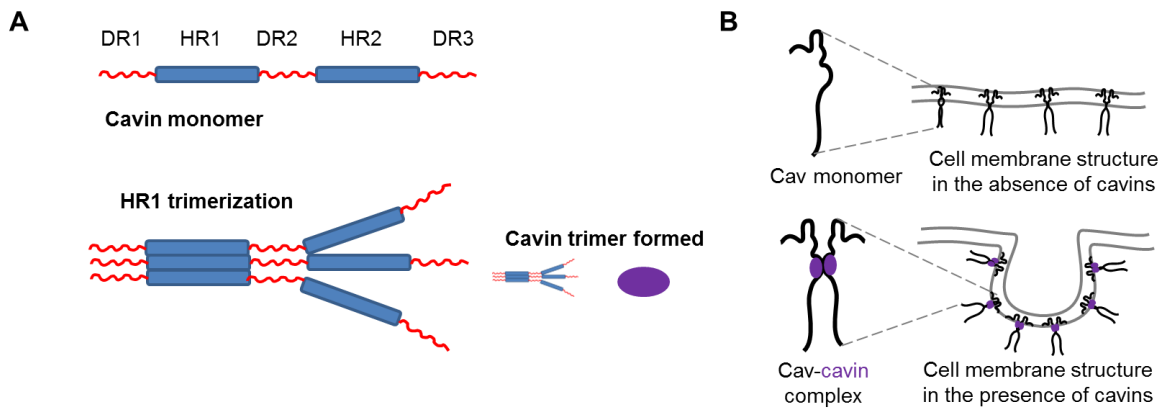 A
DR1 HR1 DR2 HR2 DR3
Cavin monomer
HR1 trimerization
Cavin trimer formed
B
Cav monomer
Cell membrane structure
in the absence of cavins
Cav-cavin
complex
Cell membrane structure
in the presence of cavins